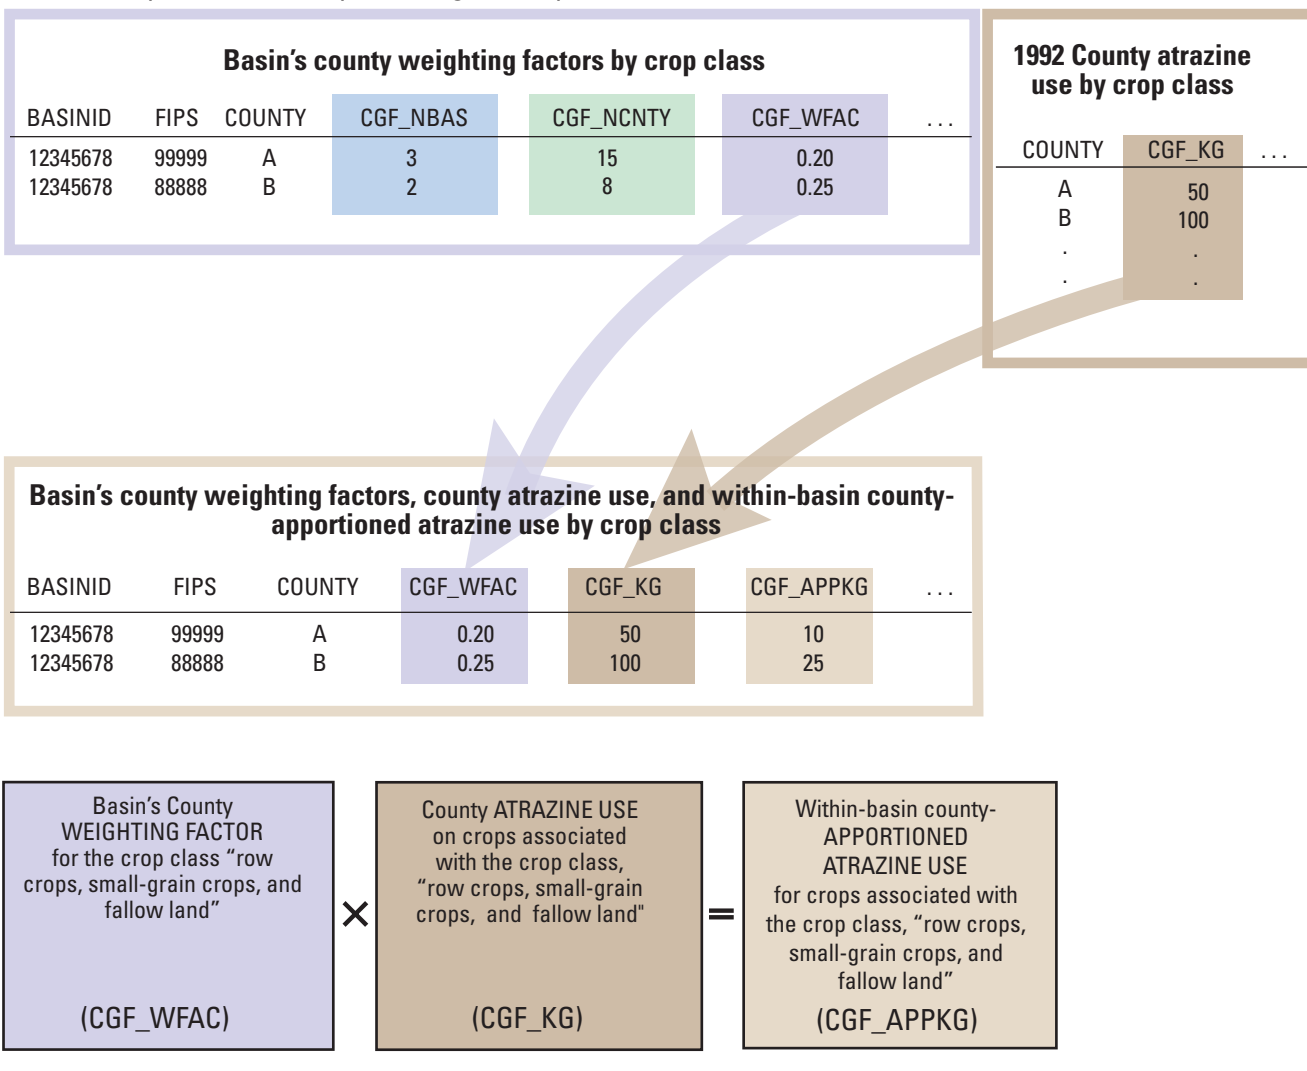 Basin's county weighting factors by crop class
BASINID FIPS COUNTY CGF_NBAS CGF_NCNTY CGF_WFAC ...
12345678 99999 A 3 15 0.20
12345678 88888 B 2 8 0.25
1992 County atrazine
use by crop class
COUNTY CGF_KG ...
A 50
B 100
. .
. .
Basin's county weighting factors, county atrazine use, and within-basin county-
apportioned atrazine use by crop class
BASINID FIPS COUNTY CGF_WFAC CGF_KG CGF_APPKG ...
12345678 99999 A 0.20 50 10
12345678 88888 B 0.25 100 25
Basin's County
WEIGHTING FACTOR
for the crop class “row
crops, small-grain crops, and
fallow land”
(CGF_WFAC)
×
County ATRAZINE USE
on crops associated
with the crop class,
“row crops, small-grain
crops, and fallow land"
(CGF_KG)
=
Within-basin county-
APPORTIONED
ATRAZINE USE
for crops associated with
the crop class, “row crops,
small-grain crops, and
fallow land”
(CGF_APPKG)